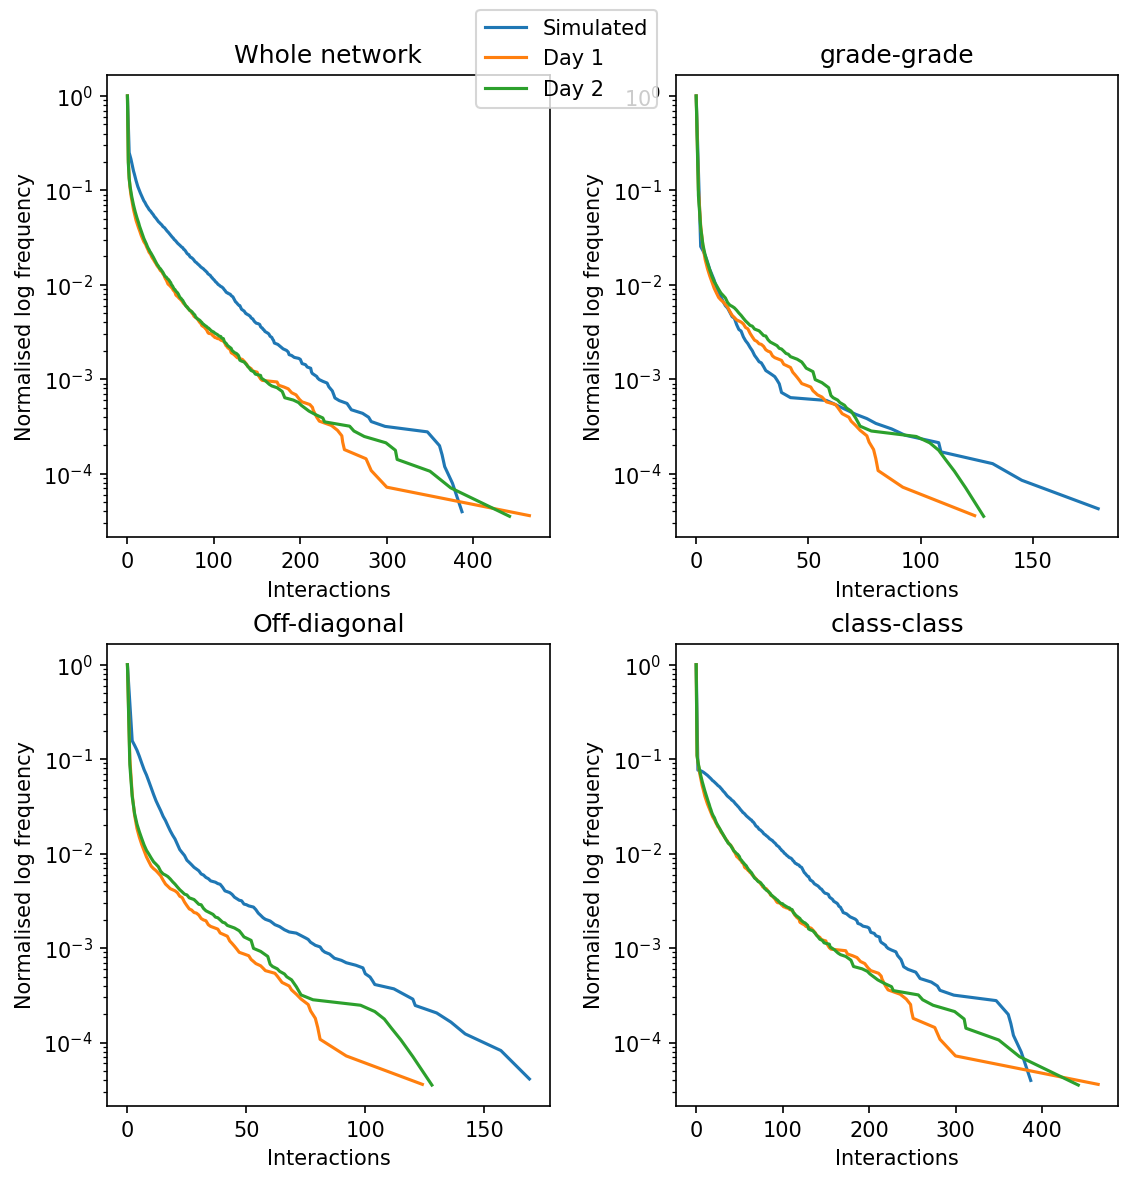 Simulated
Day 1
Day 2
Whole network
Normalised log frequency
10⁰
10⁻¹
10⁻²
10⁻³
10⁻⁴
0 100 200 300 400
Interactions
grade-grade
Normalised log frequency
10⁰
10⁻¹
10⁻²
10⁻³
10⁻⁴
0 50 100 150
Interactions
Off-diagonal
Normalised log frequency
10⁰
10⁻¹
10⁻²
10⁻³
10⁻⁴
0 50 100 150
Interactions
class-class
Normalised log frequency
10⁰
10⁻¹
10⁻²
10⁻³
10⁻⁴
0 100 200 300 400
Interactions